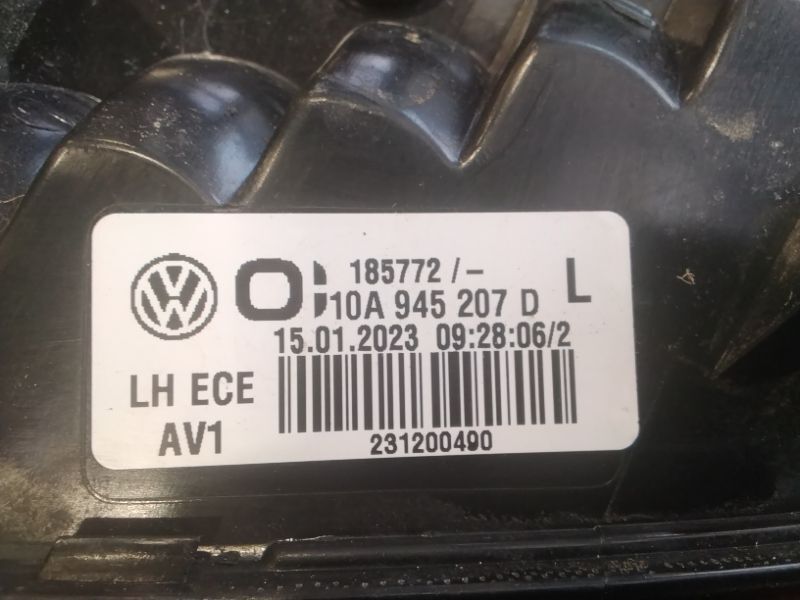 185772 / -
10A 945 207 D L
15.01.2023 09:28:06/2
LH ECE
AV1
231200490